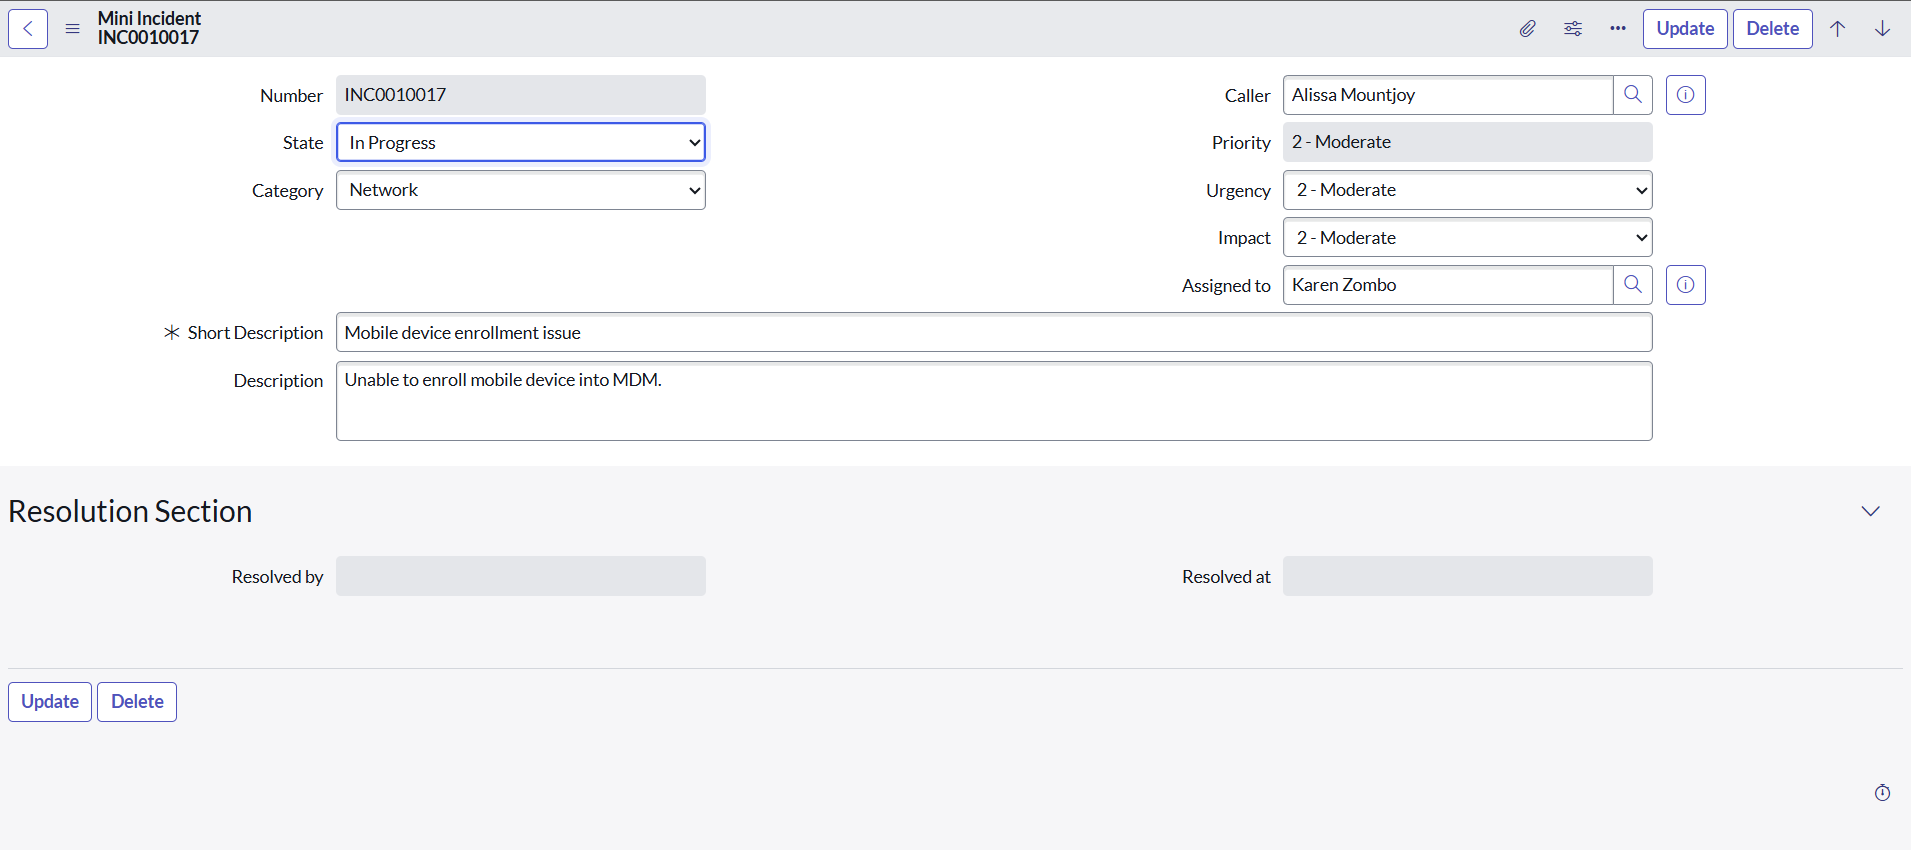 Mini Incident
INC0010017
Update
Delete
Number
INC0010017
Caller
Alissa Mountjoy
State
In Progress
Priority
2 - Moderate
Category
Network
Urgency
2 - Moderate
Impact
2 - Moderate
Assigned to
Karen Zombo
Short Description
Mobile device enrollment issue
Description
Unable to enroll mobile device into MDM.
Resolution Section
Resolved by
Resolved at
Update
Delete